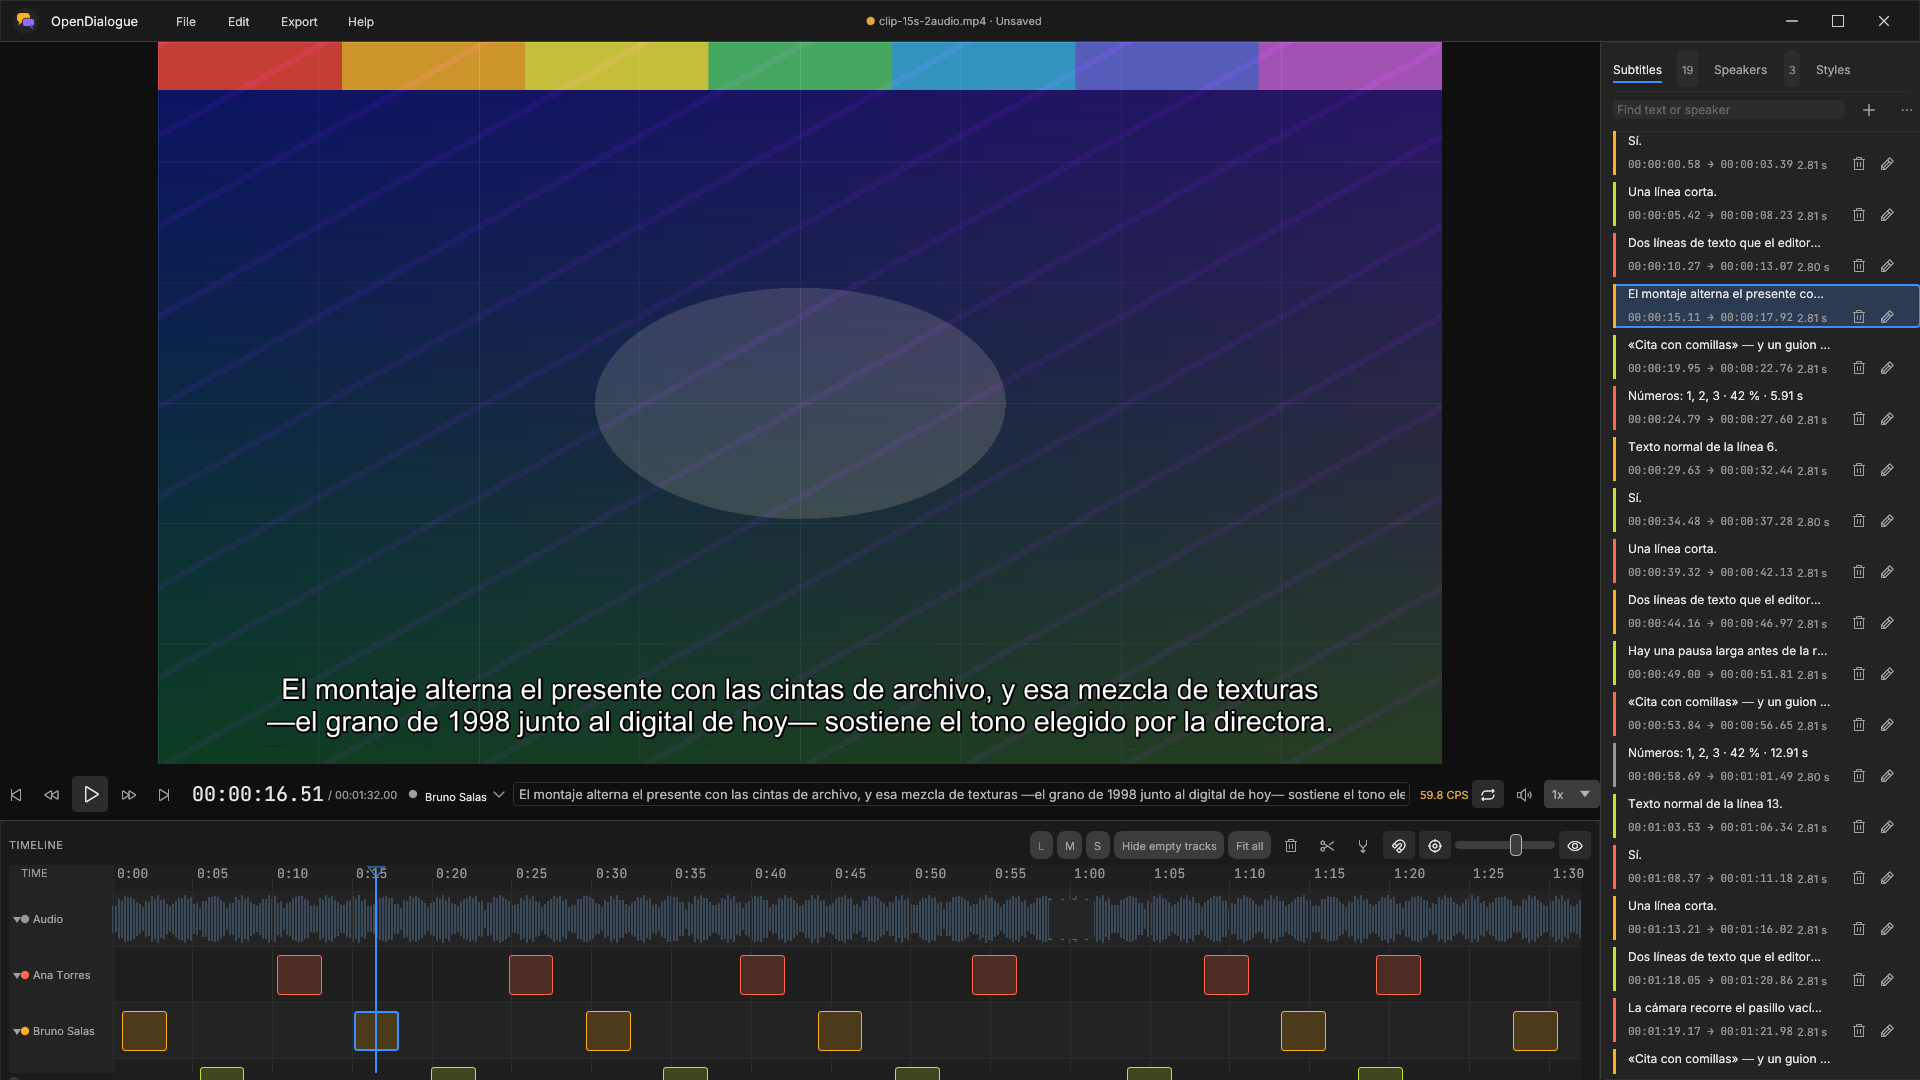 OpenDialogue File Edit Export Help
clip-15s-2audio.mp4 · Unsaved
Subtitles 19 Speakers 3 Styles
Find text or speaker
Sí.
00:00:00.58 → 00:00:03.39 2.81 s
Una línea corta.
00:00:05.42 → 00:00:08.23 2.81 s
Dos líneas de texto que el editor...
00:00:10.27 → 00:00:13.07 2.80 s
El montaje alterna el presente co...
00:00:15.11 → 00:00:17.92 2.81 s
«Cita con comillas» — y un guion ...
00:00:19.95 → 00:00:22.76 2.81 s
Números: 1, 2, 3 · 42 % · 5.91 s
00:00:24.79 → 00:00:27.60 2.81 s
Texto normal de la línea 6.
00:00:29.63 → 00:00:32.44 2.81 s
Sí.
00:00:34.48 → 00:00:37.28 2.80 s
Una línea corta.
00:00:39.32 → 00:00:42.13 2.81 s
Dos líneas de texto que el editor...
00:00:44.16 → 00:00:46.97 2.81 s
Hay una pausa larga antes de la r...
00:00:49.00 → 00:00:51.81 2.81 s
«Cita con comillas» — y un guion ...
00:00:53.84 → 00:00:56.65 2.81 s
Números: 1, 2, 3 · 42 % · 12.91 s
00:00:58.69 → 00:01:01.49 2.80 s
Texto normal de la línea 13.
00:01:03.53 → 00:01:06.34 2.81 s
Sí.
00:01:08.37 → 00:01:11.18 2.81 s
Una línea corta.
00:01:13.21 → 00:01:16.02 2.81 s
Dos líneas de texto que el editor...
00:01:18.05 → 00:01:20.86 2.81 s
La cámara recorre el pasillo vací...
00:01:19.17 → 00:01:21.98 2.81 s
«Cita con comillas» — y un guion ...
El montaje alterna el presente con las cintas de archivo, y esa mezcla de texturas
—el grano de 1998 junto al digital de hoy— sostiene el tono elegido por la directora.
00:00:16.51 / 00:01:32.00 Bruno Salas El montaje alterna el presente con las cintas de archivo, y esa mezcla de texturas —el grano de 1998 junto al digital de hoy— sostiene el tono ele 59.8 CPS 1x
TIMELINE L M S Hide empty tracks Fit all
TIME 0:00 0:05 0:10 0:15 0:20 0:25 0:30 0:35 0:40 0:45 0:50 0:55 1:00 1:05 1:10 1:15 1:20 1:25 1:30
Audio
Ana Torres
Bruno Salas